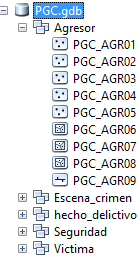 PGC.gdb
Agresor
PGC_AGR01
PGC_AGR02
PGC_AGR03
PGC_AGR04
PGC_AGR05
PGC_AGR06
PGC_AGR07
PGC_AGR08
PGC_AGR09
Escena_crimen
hecho_delictivo
Seguridad
Victima